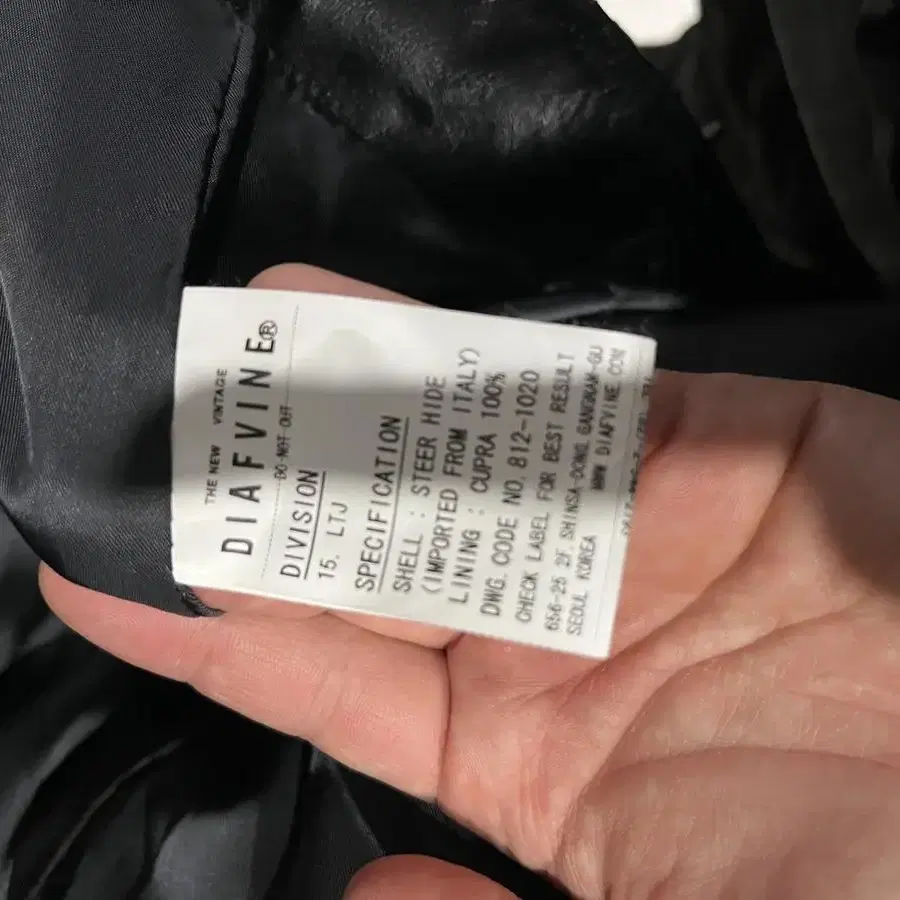 THE NEW VINTAGE
DIAFVINE®
DO NOT OUT
DIVISION
15. LTJ
SPECIFICATION
SHELL : STEER HIDE
(IMPORTED FROM ITALY)
LINING : CUPRA 100%
DWG. CODE NO. 812-1020
CHECK LABEL FOR BEST RESULT
656-25 2F. SHINSA-DONG. GANGNAM-GU
SEOUL KOREA WWW.DIAFVINE.COM